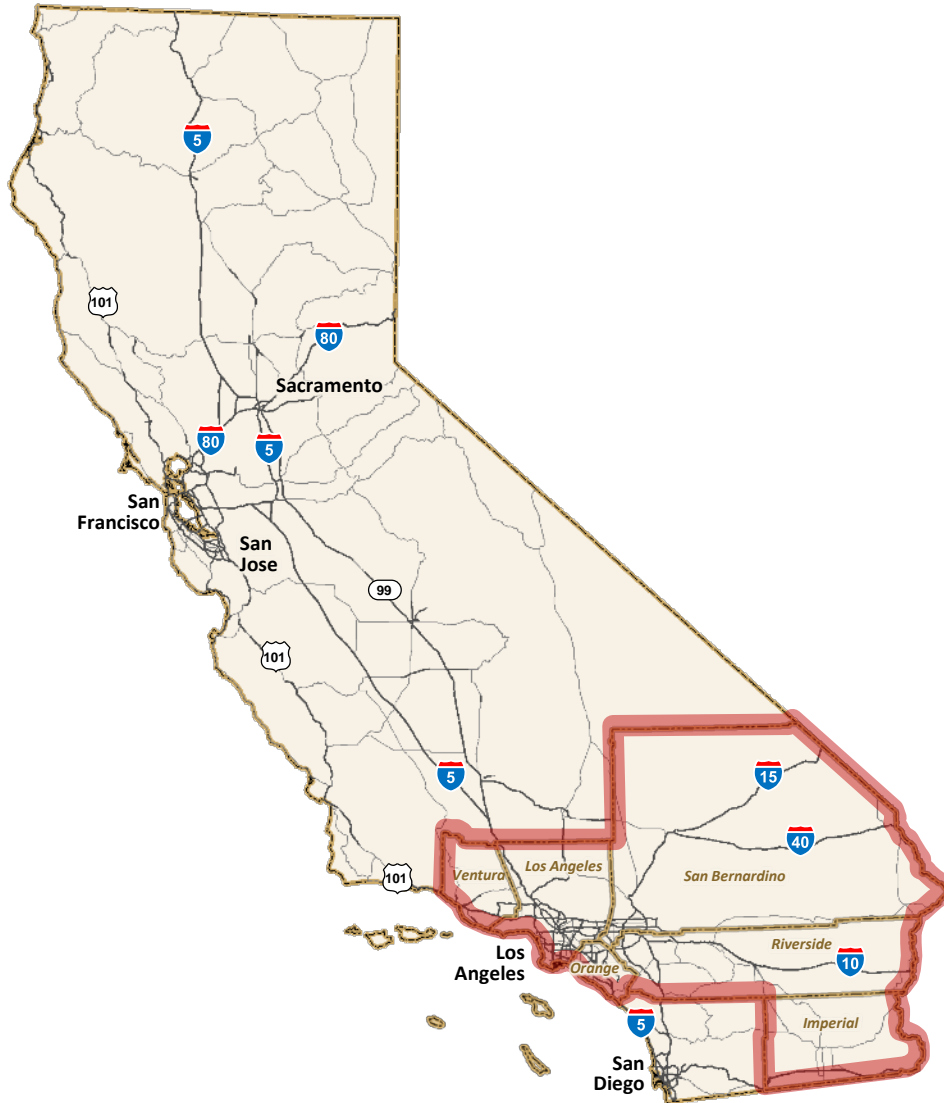 5
101
80
Sacramento
80
5
San
Francisco
San
Jose
99
101
5
15
40
101
Ventura
Los Angeles
San Bernardino
Riverside
10
Los
Angeles
Orange
5
Imperial
San
Diego